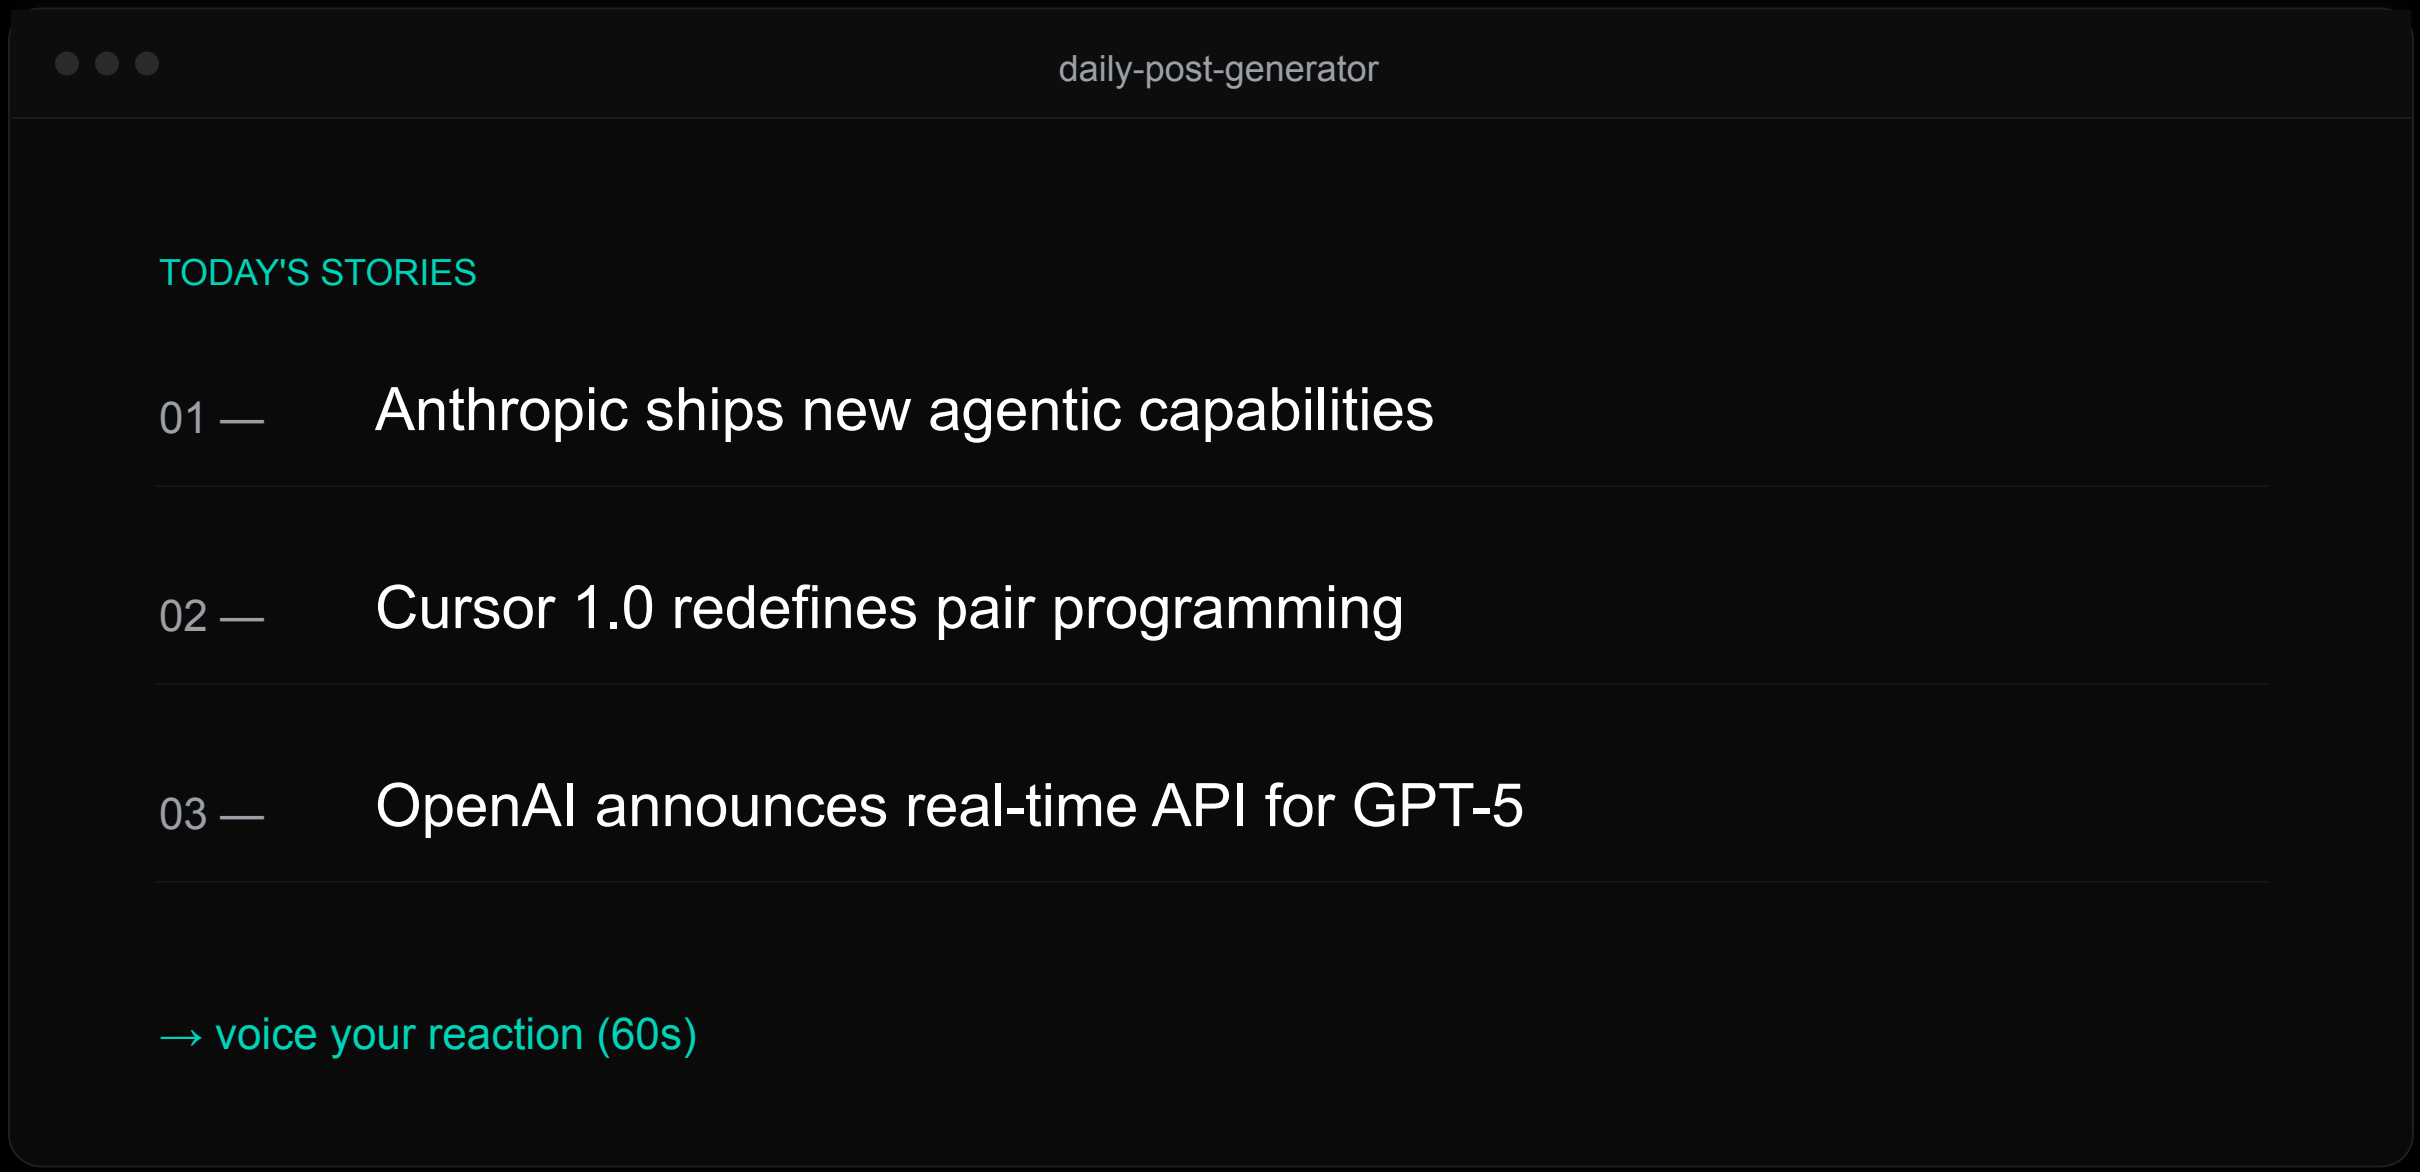 daily-post-generator
TODAY'S STORIES
01 — Anthropic ships new agentic capabilities
02 — Cursor 1.0 redefines pair programming
03 — OpenAI announces real-time API for GPT-5
→ voice your reaction (60s)